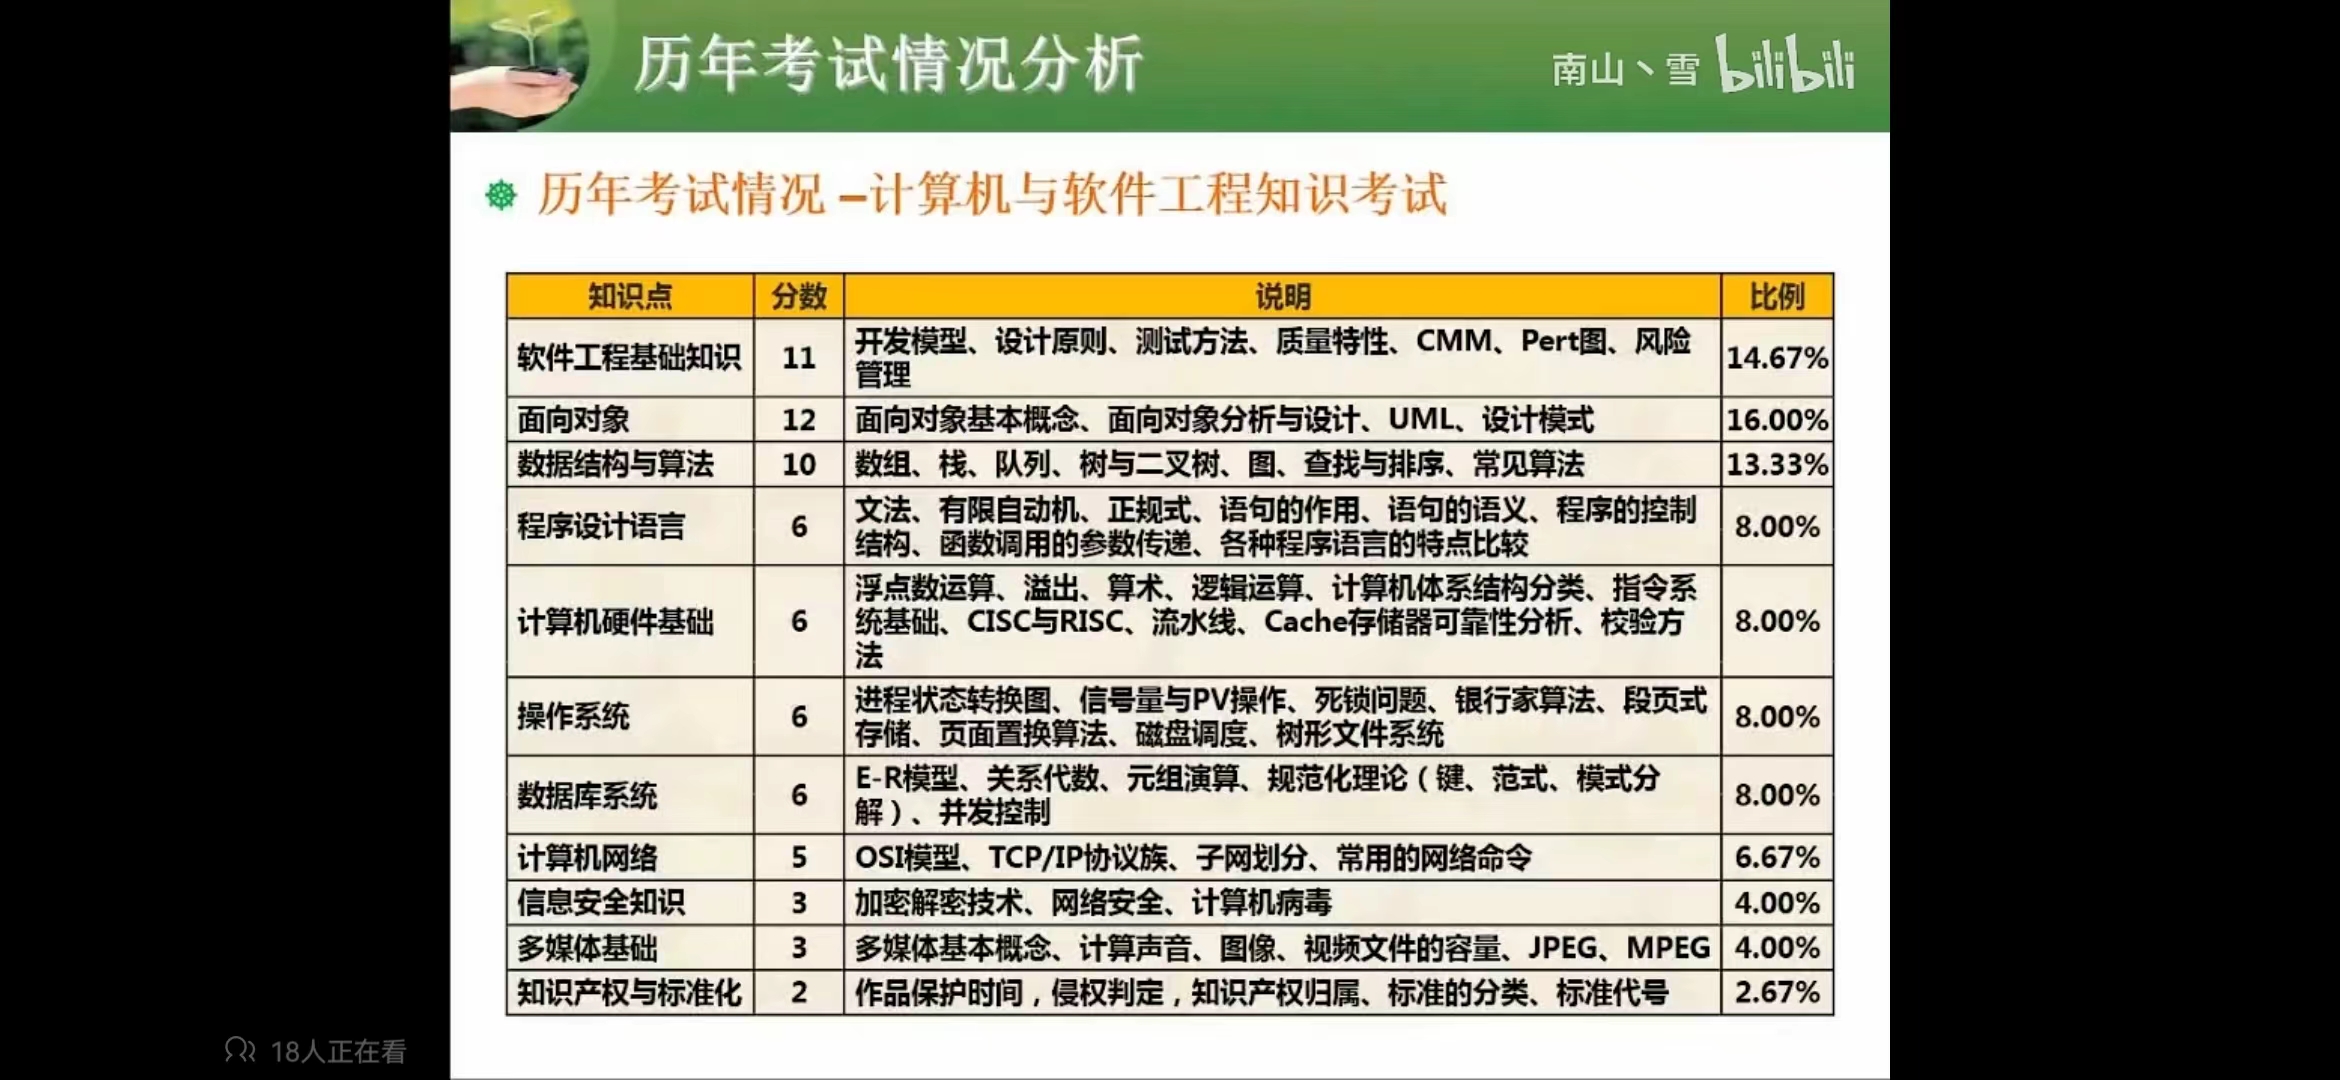 历年考试情况分析
南山丶雪 bilibili
历年考试情况 –计算机与软件工程知识考试
知识点 分数 说明 比例
软件工程基础知识 11 开发模型、设计原则、测试方法、质量特性、CMM、Pert图、风险
管理 14.67%
面向对象 12 面向对象基本概念、面向对象分析与设计、UML、设计模式 16.00%
数据结构与算法 10 数组、栈、队列、树与二叉树、图、查找与排序、常见算法 13.33%
程序设计语言 6 文法、有限自动机、正规式、语句的作用、语句的语义、程序的控制
结构、函数调用的参数传递、各种程序语言的特点比较 8.00%
计算机硬件基础 6 浮点数运算、溢出、算术、逻辑运算、计算机体系结构分类、指令系
统基础、CISC与RISC、流水线、Cache存储器可靠性分析、校验方
法 8.00%
操作系统 6 进程状态转换图、信号量与PV操作、死锁问题、银行家算法、段页式
存储、页面置换算法、磁盘调度、树形文件系统 8.00%
数据库系统 6 E-R模型、关系代数、元组演算、规范化理论（键、范式、模式分
解）、并发控制 8.00%
计算机网络 5 OSI模型、TCP/IP协议族、子网划分、常用的网络命令 6.67%
信息安全知识 3 加密解密技术、网络安全、计算机病毒 4.00%
多媒体基础 3 多媒体基本概念、计算声音、图像、视频文件的容量、JPEG、MPEG 4.00%
知识产权与标准化 2 作品保护时间，侵权判定，知识产权归属、标准的分类、标准代号 2.67%
18人正在看